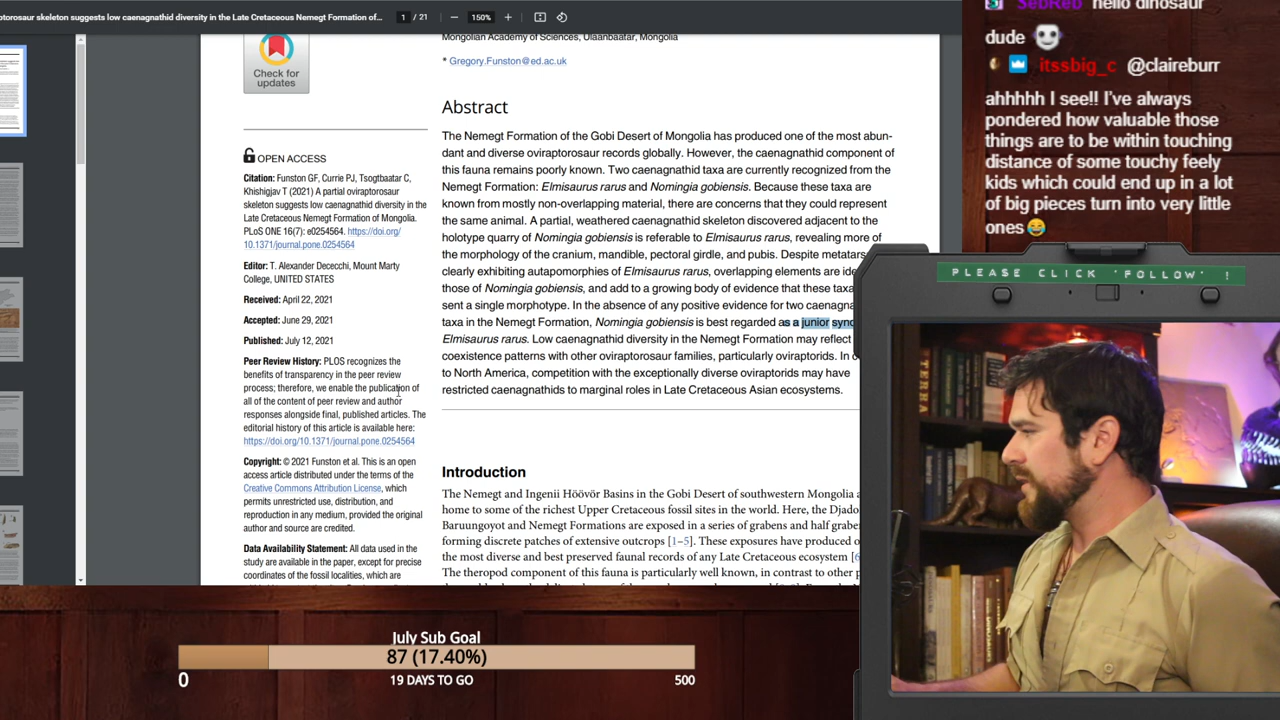 ptorosaur skeleton suggests low caenagnathid diversity in the Late Cretaceous Nemegt Formation of...
1 / 21
150%
Check for
updates
OPEN ACCESS
Citation: Funston GF, Currie PJ, Tsogtbaatar C,
Khishigjav T (2021) A partial oviraptorosaur
skeleton suggests low caenagnathid diversity in the
Late Cretaceous Nemegt Formation of Mongolia.
PLoS ONE 16(7): e0254564. https://doi.org/
10.1371/journal.pone.0254564
Editor: T. Alexander Dececchi, Mount Marty
College, UNITED STATES
Received: April 22, 2021
Accepted: June 29, 2021
Published: July 12, 2021
Peer Review History: PLOS recognizes the
benefits of transparency in the peer review
process; therefore, we enable the publication of
all of the content of peer review and author
responses alongside final, published articles. The
editorial history of this article is available here:
https://doi.org/10.1371/journal.pone.0254564
Copyright: © 2021 Funston et al. This is an open
access article distributed under the terms of the
Creative Commons Attribution License, which
permits unrestricted use, distribution, and
reproduction in any medium, provided the original
author and source are credited.
Data Availability Statement: All data used in the
study are available in the paper, except for precise
coordinates of the fossil localities, which are
Mongolian Academy of Sciences, Ulaanbaatar, Mongolia
* Gregory.Funston@ed.ac.uk
Abstract
The Nemegt Formation of the Gobi Desert of Mongolia has produced one of the most abun-
dant and diverse oviraptorosaur records globally. However, the caenagnathid component of
this fauna remains poorly known. Two caenagnathid taxa are currently recognized from the
Nemegt Formation: Elmisaurus rarus and Nomingia gobiensis. Because these taxa are
known from mostly non-overlapping material, there are concerns that they could represent
the same animal. A partial, weathered caenagnathid skeleton discovered adjacent to the
holotype quarry of Nomingia gobiensis is referable to Elmisaurus rarus, revealing more of
the morphology of the cranium, mandible, pectoral girdle, and pubis. Despite metatars
clearly exhibiting autapomorphies of Elmisaurus rarus, overlapping elements are ide
those of Nomingia gobiensis, and add to a growing body of evidence that these taxa
sent a single morphotype. In the absence of any positive evidence for two caenagna
taxa in the Nemegt Formation, Nomingia gobiensis is best regarded as a junior syno
Elmisaurus rarus. Low caenagnathid diversity in the Nemegt Formation may reflect
coexistence patterns with other oviraptorosaur families, particularly oviraptorids. In c
to North America, competition with the exceptionally diverse oviraptorids may have
restricted caenagnathids to marginal roles in Late Cretaceous Asian ecosystems.
Introduction
The Nemegt and Ingenii Höövör Basins in the Gobi Desert of southwestern Mongolia a
home to some of the richest Upper Cretaceous fossil sites in the world. Here, the Djado
Baruungoyot and Nemegt Formations are exposed in a series of grabens and half grabe
forming discrete patches of extensive outcrops [1–5]. These exposures have produced o
the most diverse and best preserved faunal records of any Late Cretaceous ecosystem [6
The theropod component of this fauna is particularly well known, in contrast to other p
SebReb hello dinosaur
dude
itssbig_c @claireburr
ahhhhh I see!! I've always
pondered how valuable those
things are to be within touching
distance of some touchy feely
kids which could end up in a lot
of big pieces turn into very little
ones
PLEASE CLICK 'FOLLOW' !
July Sub Goal
87 (17.40%)
0
19 DAYS TO GO
500